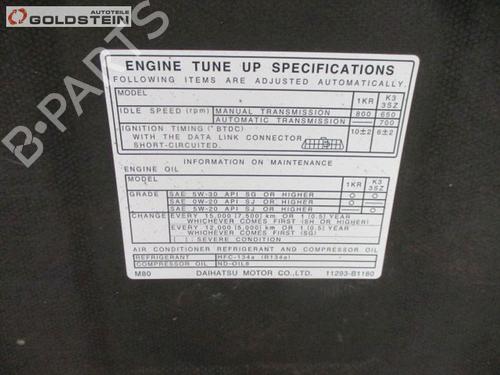 Autoteile
GOLDSTEIN
B-PARTS
ENGINE TUNE UP SPECIFICATIONS
FOLLOWING ITEMS ARE ADJUSTED AUTOMATICALLY.
MODEL 1KR K3 3SZ
IDLE SPEED (rpm) MANUAL TRANSMISSION 800 650
AUTOMATIC TRANSMISSION — 700
IGNITION TIMING (°BTDC) 10±2 6±2
WITH THE DATA LINK CONNECTOR
SHORT-CIRCUITED.
INFORMATION ON MAINTENANCE
ENGINE OIL
MODEL 1KR K3 3SZ
GRADE SAE 5W-30 API SG OR HIGHER
SAE 0W-20 API SJ OR HIGHER
SAE 5W-20 API SJ OR HIGHER
CHANGE EVERY 15,000 (7,500) km OR 1 (0.5) YEAR
WHICHEVER COMES FIRST (SH OR HIGHER)
EVERY 12,000 (5,000) km OR 1 (0.5) YEAR
WHICHEVER COMES FIRST (SG)
( ): SEVERE CONDITION
AIR CONDITIONER REFRIGERANT AND COMPRESSOR OIL
REFRIGERANT HFC-134a (R134a)
COMPRESSOR OIL ND-OIL8
M80 DAIHATSU MOTOR CO.,LTD. 11293-B1180